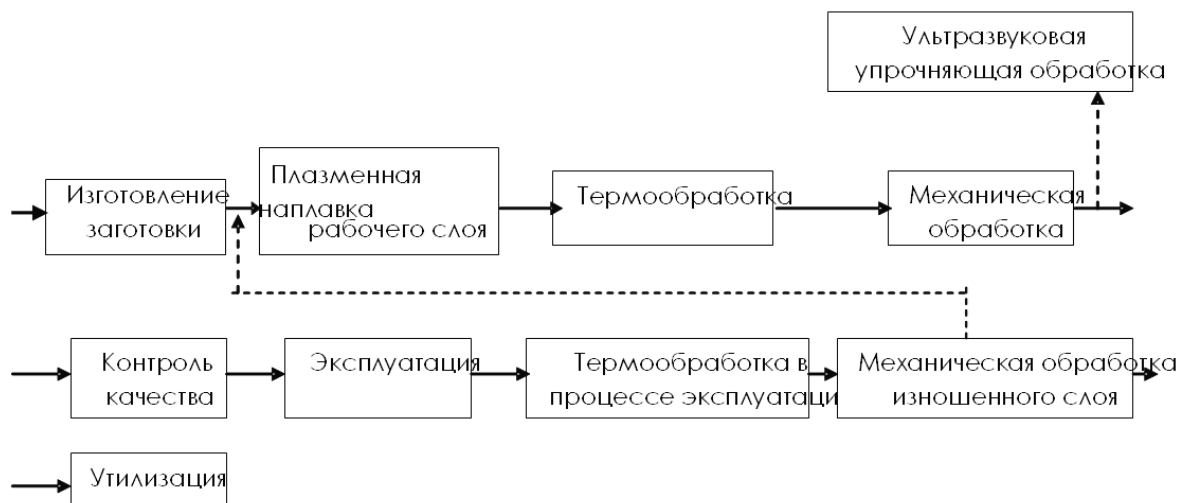 Ультразвуковая
упрочняющая обработка
Изготовление
заготовки
Плазменная
наплавка
рабочего слоя
Термообработка
Механическая
обработка
Контроль
качества
Эксплуатация
Термообработка в
процессе эксплуатаци
Механическая обработка
изношенного слоя
Утилизация